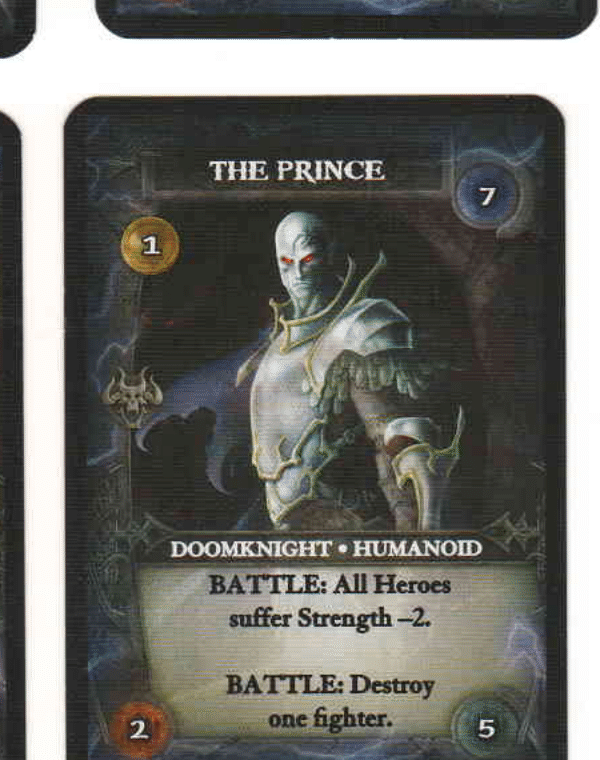 THE PRINCE
7
1
DOOMKNIGHT • HUMANOID
BATTLE: All Heroes
suffer Strength –2.
BATTLE: Destroy
one fighter.
2
5